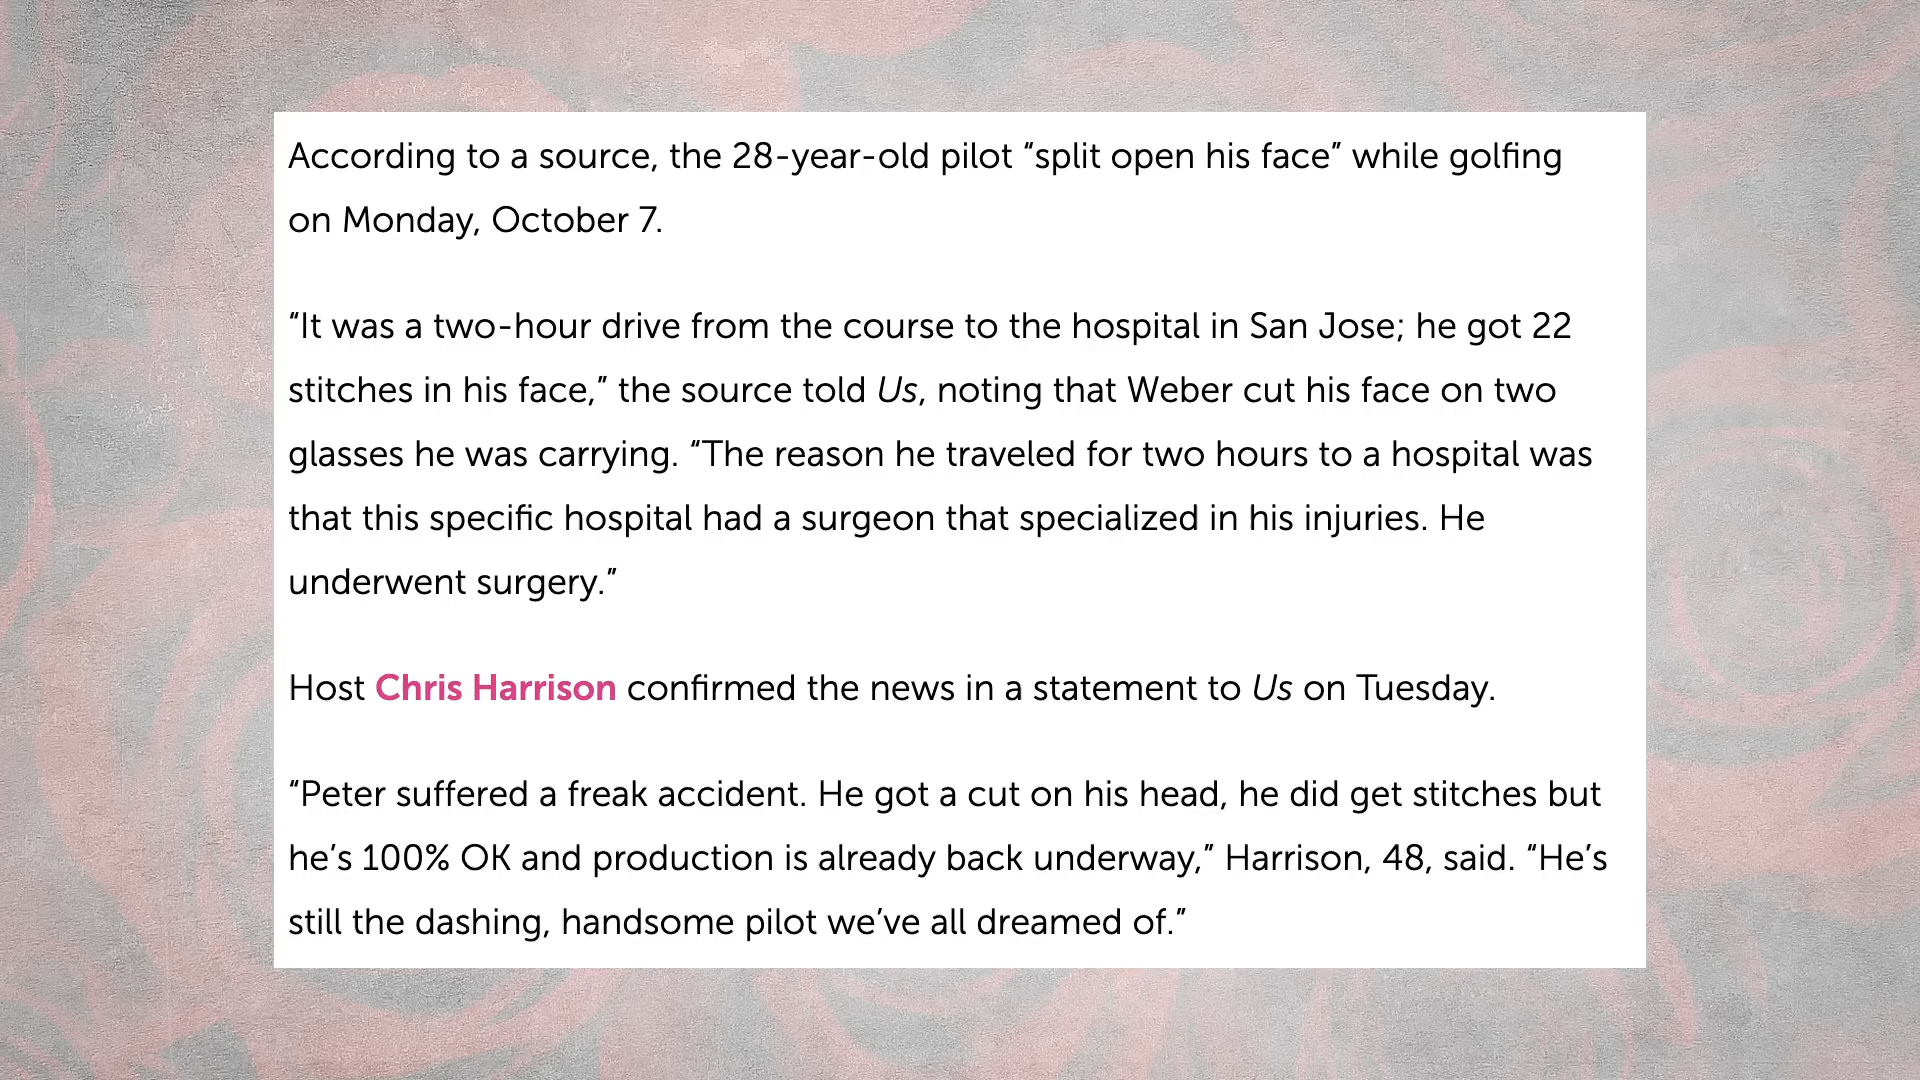 According to a source, the 28-year-old pilot “split open his face” while golfing
on Monday, October 7.
“It was a two-hour drive from the course to the hospital in San Jose; he got 22
stitches in his face,” the source told Us, noting that Weber cut his face on two
glasses he was carrying. “The reason he traveled for two hours to a hospital was
that this specific hospital had a surgeon that specialized in his injuries. He
underwent surgery.”
Host Chris Harrison confirmed the news in a statement to Us on Tuesday.
“Peter suffered a freak accident. He got a cut on his head, he did get stitches but
he’s 100% OK and production is already back underway,” Harrison, 48, said. “He’s
still the dashing, handsome pilot we’ve all dreamed of.”